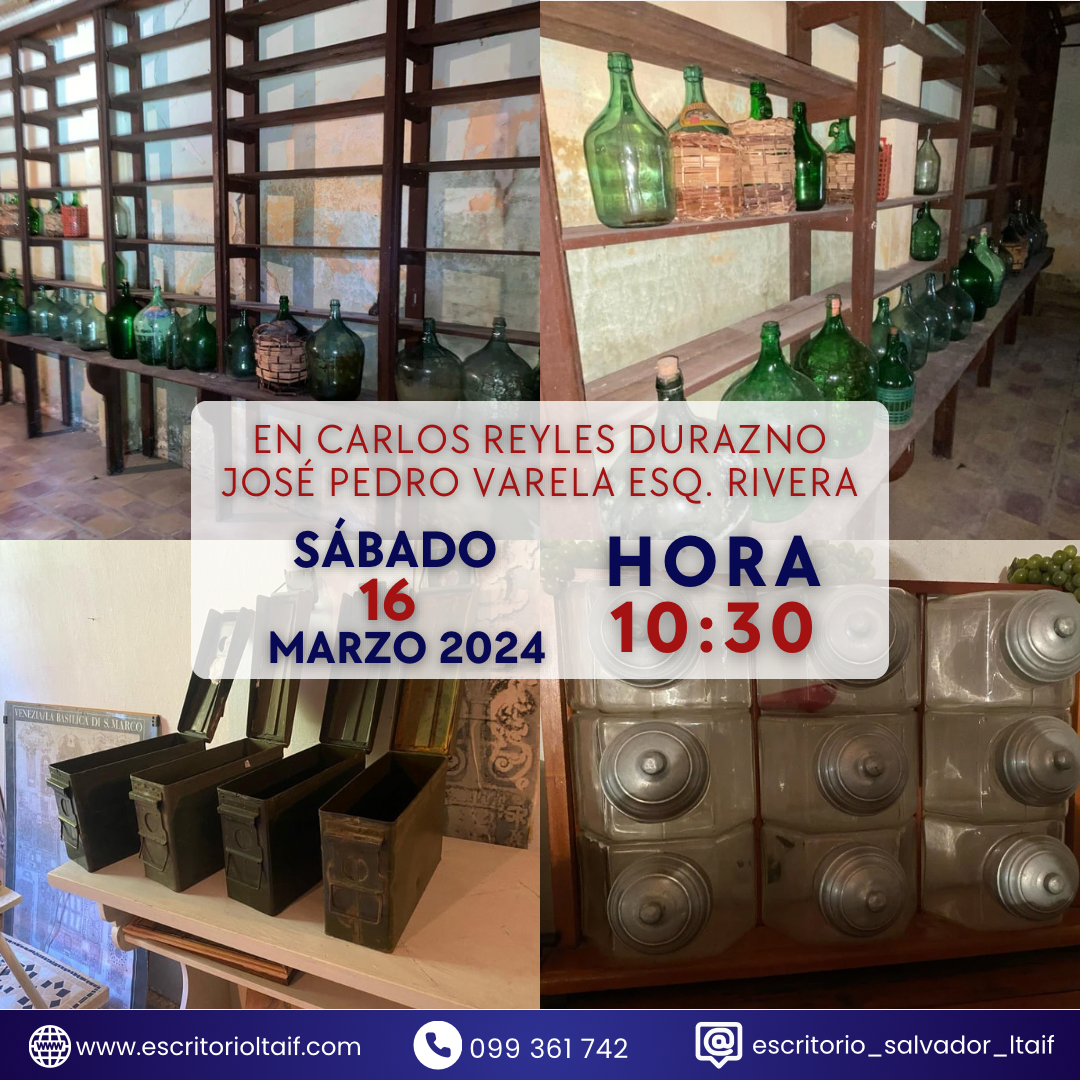 EN CARLOS REYLES DURAZNO
JOSÉ PEDRO VARELA ESQ. RIVERA
SÁBADO
16
MARZO 2024
HORA
10:30
VENEZIA/LA BASILICA DI S. MARCO
www.escritorioltaif.com
099 361 742
escritorio_salvador_ltaif